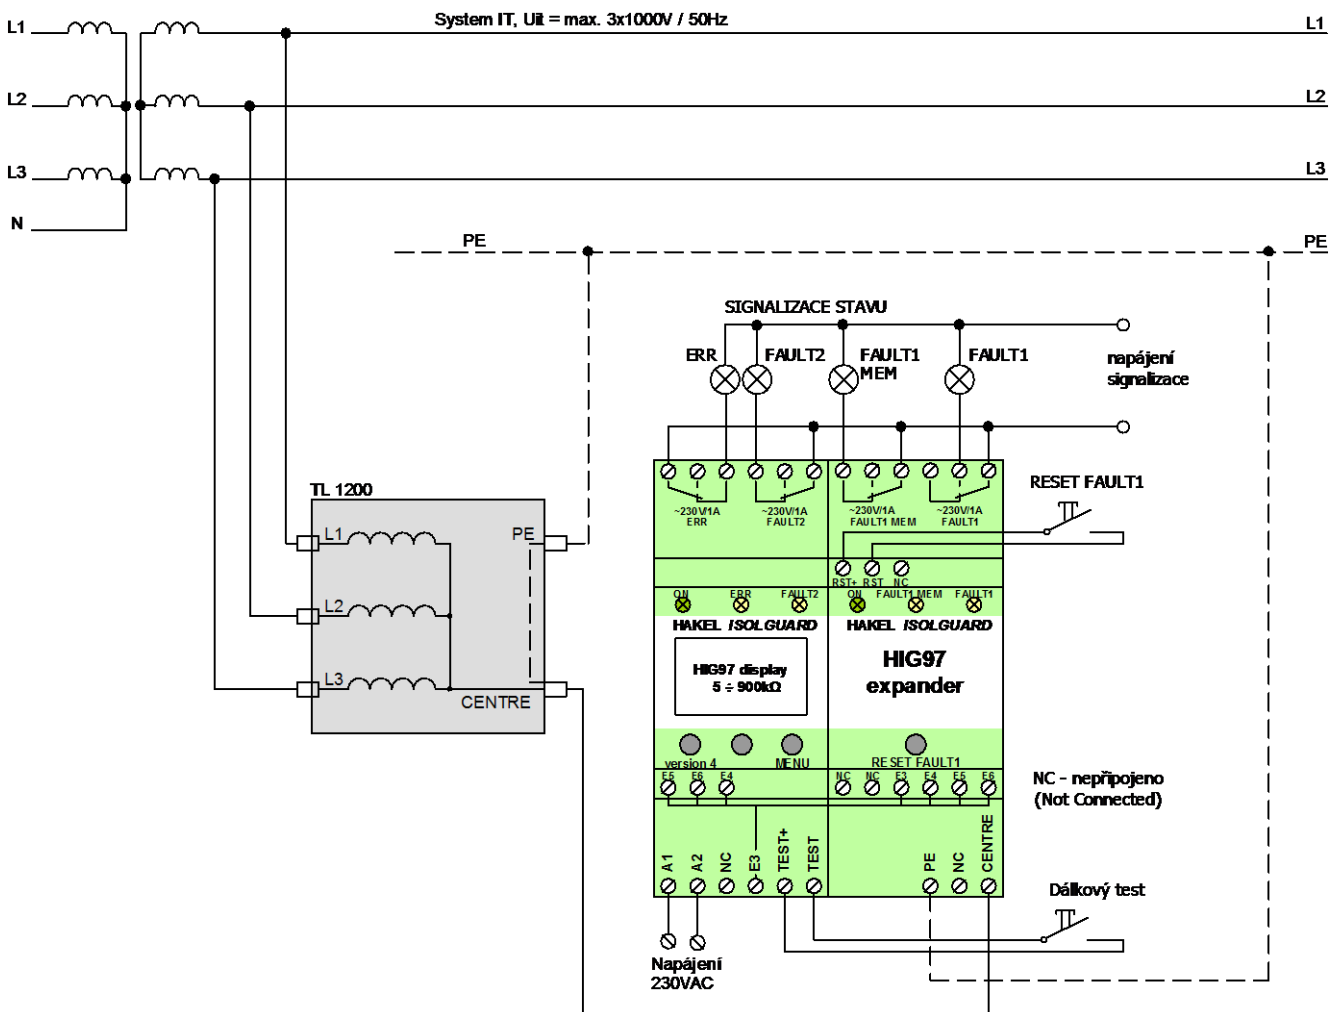 System IT, Uit = max. 3x1000V / 50Hz
L1
L1
L2
L2
L3
L3
N
PE
PE
SIGNALIZACE STAVU
ERR
FAULT2
FAULT1
MEM
FAULT1
napájení
signalizace
TL 1200
RESET FAULT1
~230V/1A
ERR
~230V/1A
FAULT2
~230V/1A
FAULT1 MEM
~230V/1A
FAULT1
L1
PE
L2
L3
CENTRE
RST+
RST
NC
ON
ERR
FAULT2
ON
FAULT1 MEM
FAULT1
HAKEL ISOLGUARD
HAKEL ISOLGUARD
HIG97 display
5 ÷ 900kΩ
HIG97
expander
version 4
MENU
RESET FAULT1
E5
E6
E4
NC
NC
E3
E4
E5
E6
NC - nepřipojeno
(Not Connected)
A1
A2
NC
E3
TEST+
TEST
PE
NC
CENTRE
Dálkový test
Napájení
230VAC